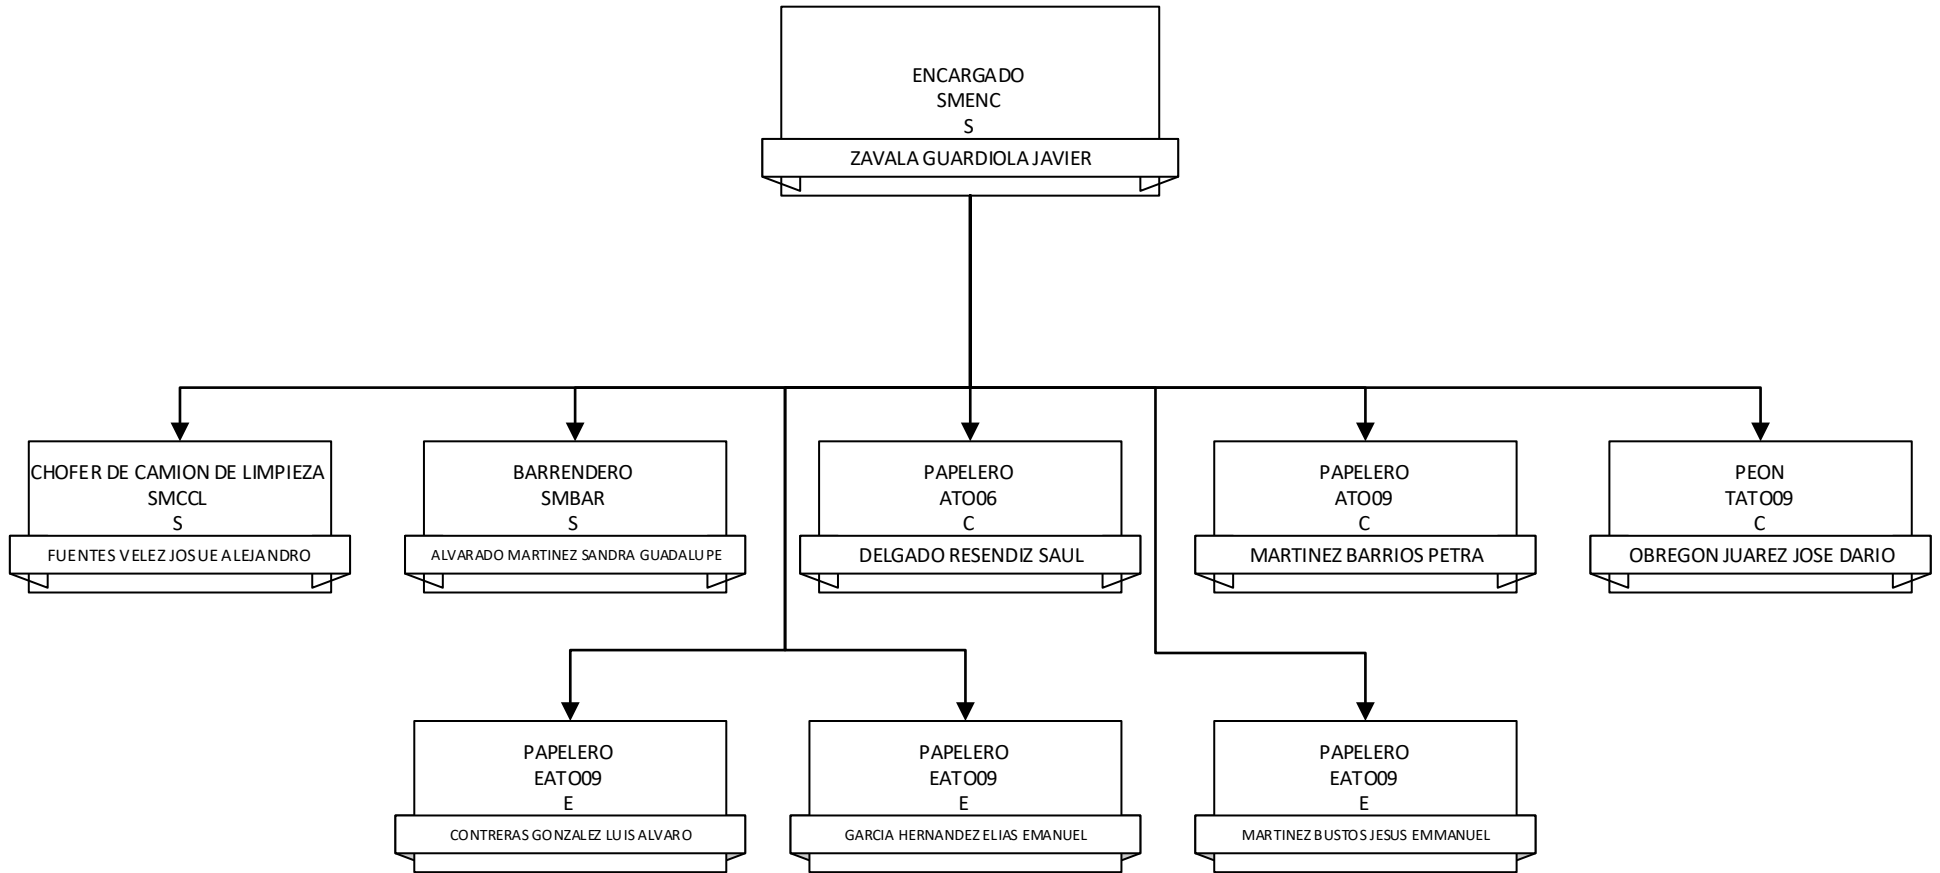 ENCARGADO
SMENC
S
ZAVALA GUARDIOLA JAVIER
CHOFER DE CAMION DE LIMPIEZA
SMCCL
S
FUENTES VELEZ JOSUE ALEJANDRO
BARRENDERO
SMBAR
S
ALVARADO MARTINEZ SANDRA GUADALUPE
PAPELERO
ATO06
C
DELGADO RESENDIZ SAUL
PAPELERO
ATO09
C
MARTINEZ BARRIOS PETRA
PEON
TATO09
C
OBREGON JUAREZ JOSE DARIO
PAPELERO
EATO09
E
CONTRERAS GONZALEZ LUIS ALVARO
PAPELERO
EATO09
E
GARCIA HERNANDEZ ELIAS EMANUEL
PAPELERO
EATO09
E
MARTINEZ BUSTOS JESUS EMMANUEL